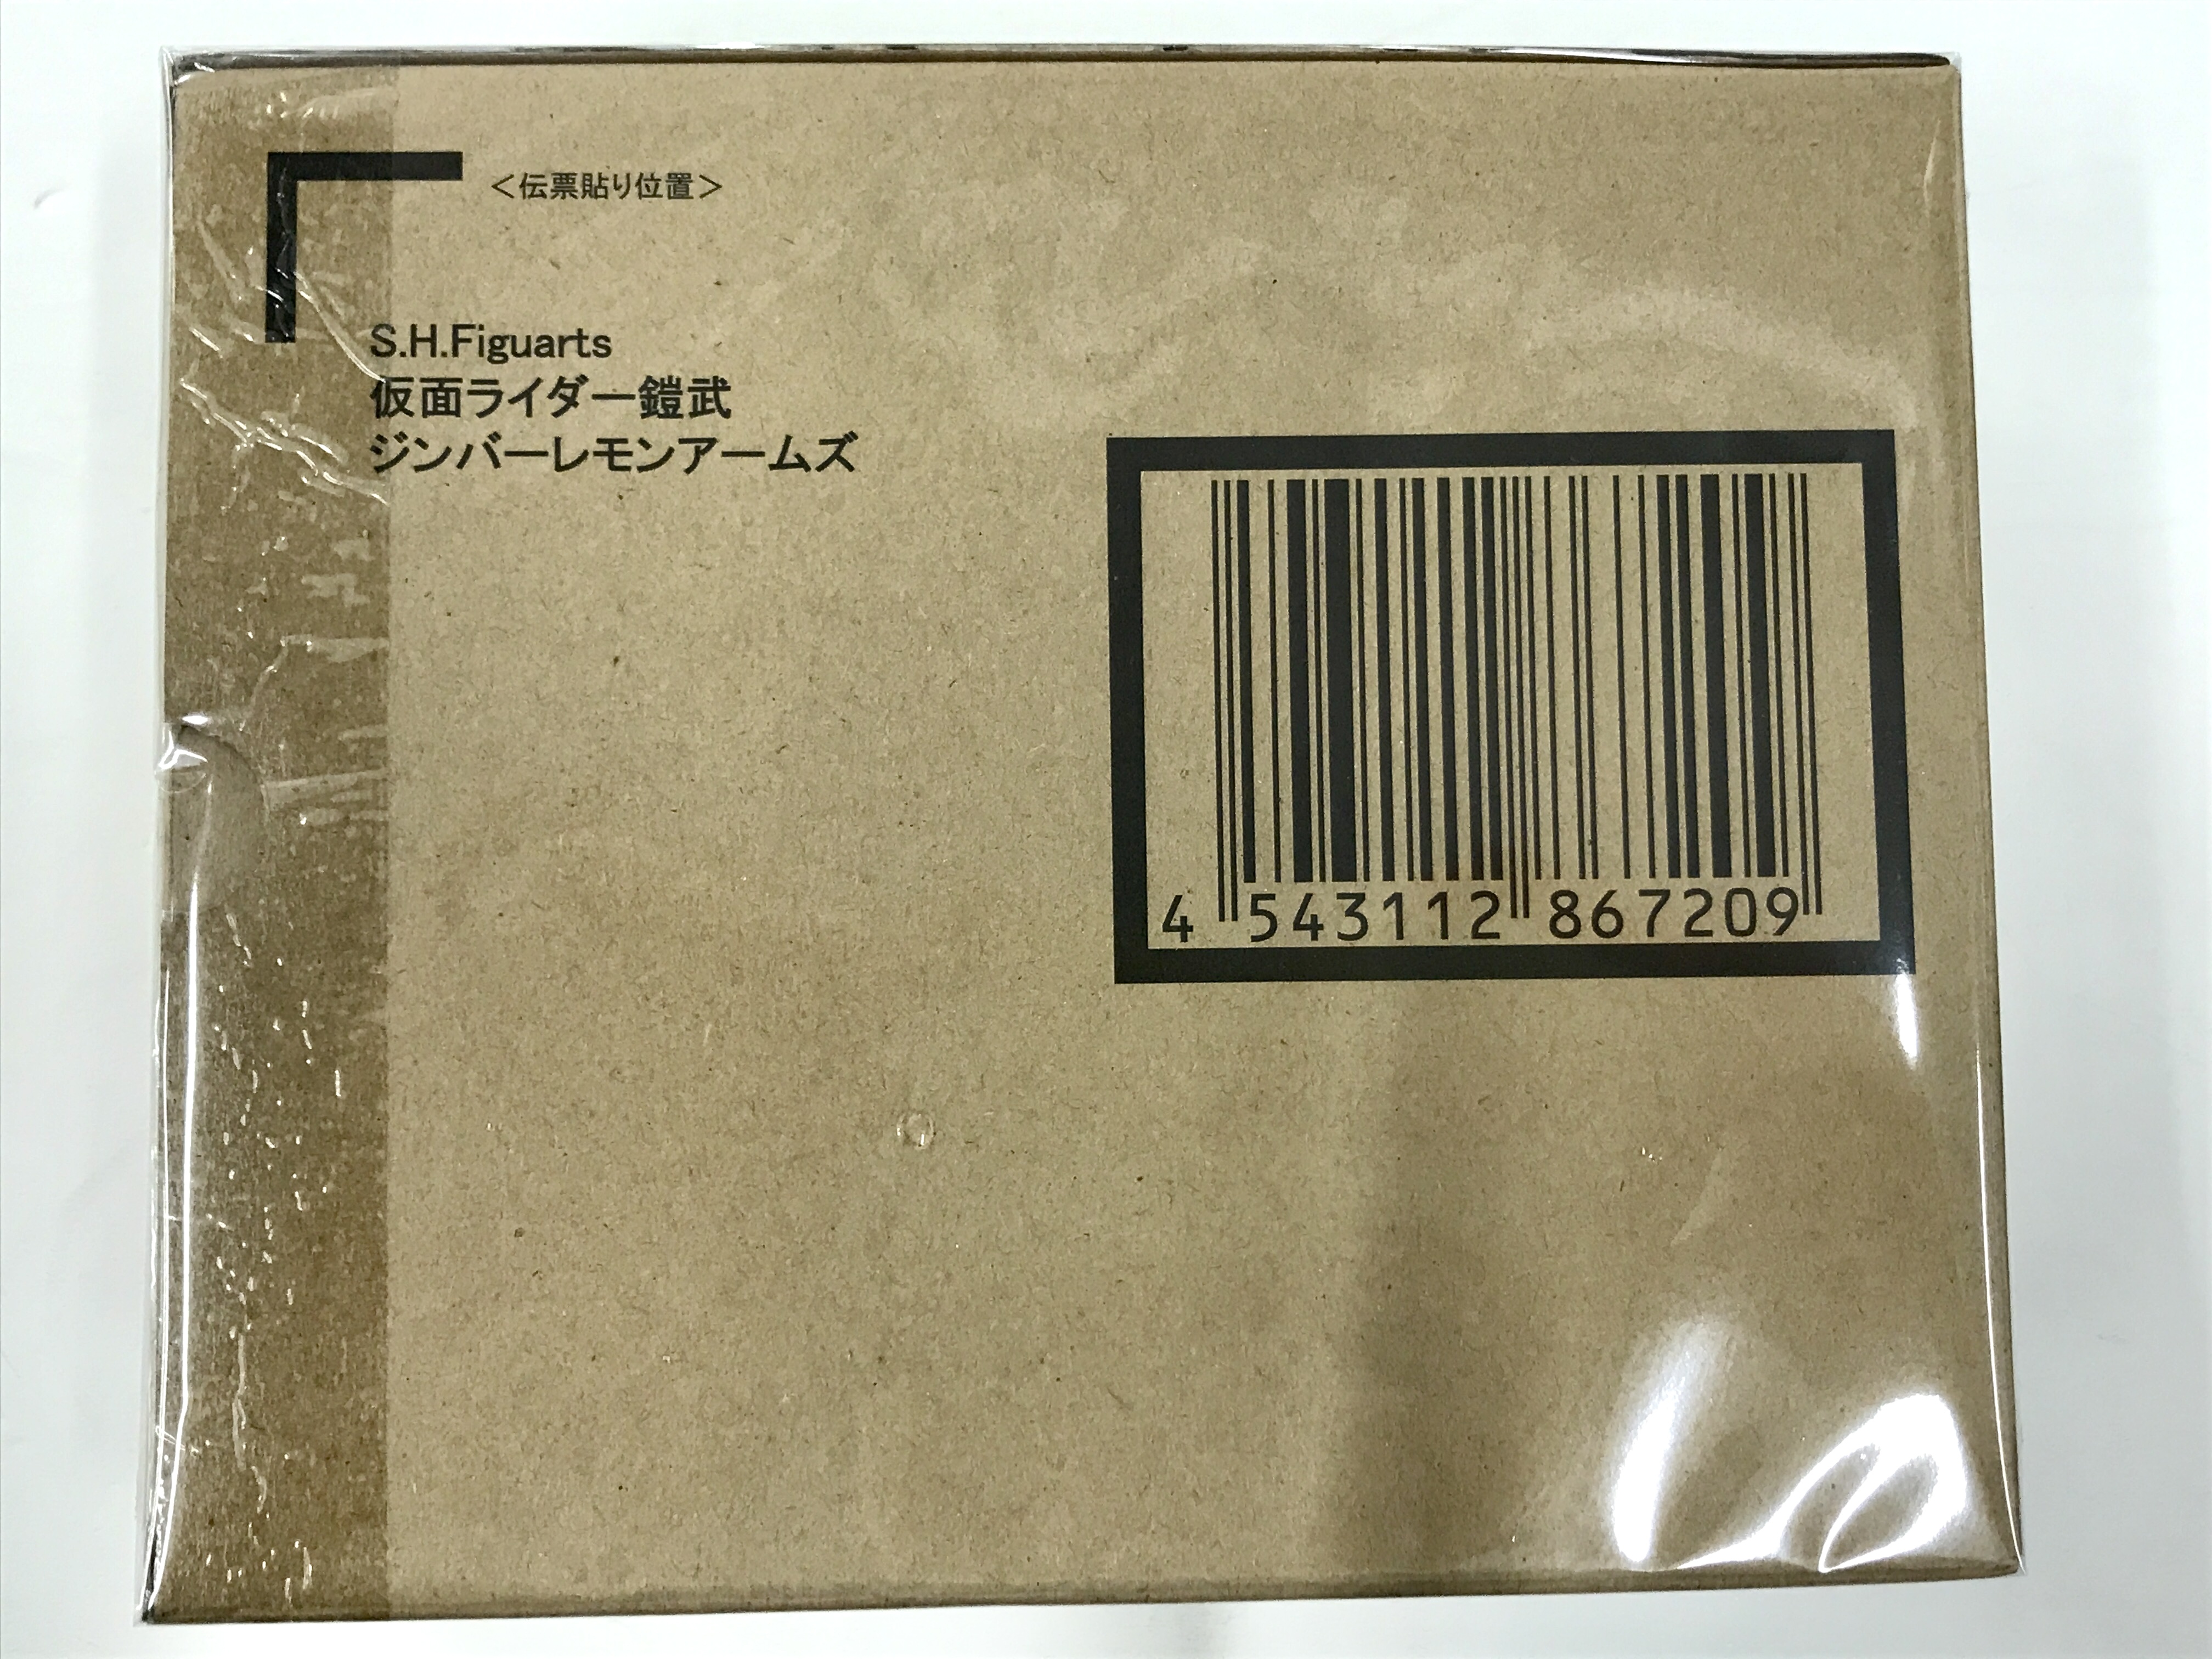 ＜伝票貼り位置＞
S.H.Figuarts
仮面ライダー鎧武
ジンバーレモンアームズ
4 543112 867209